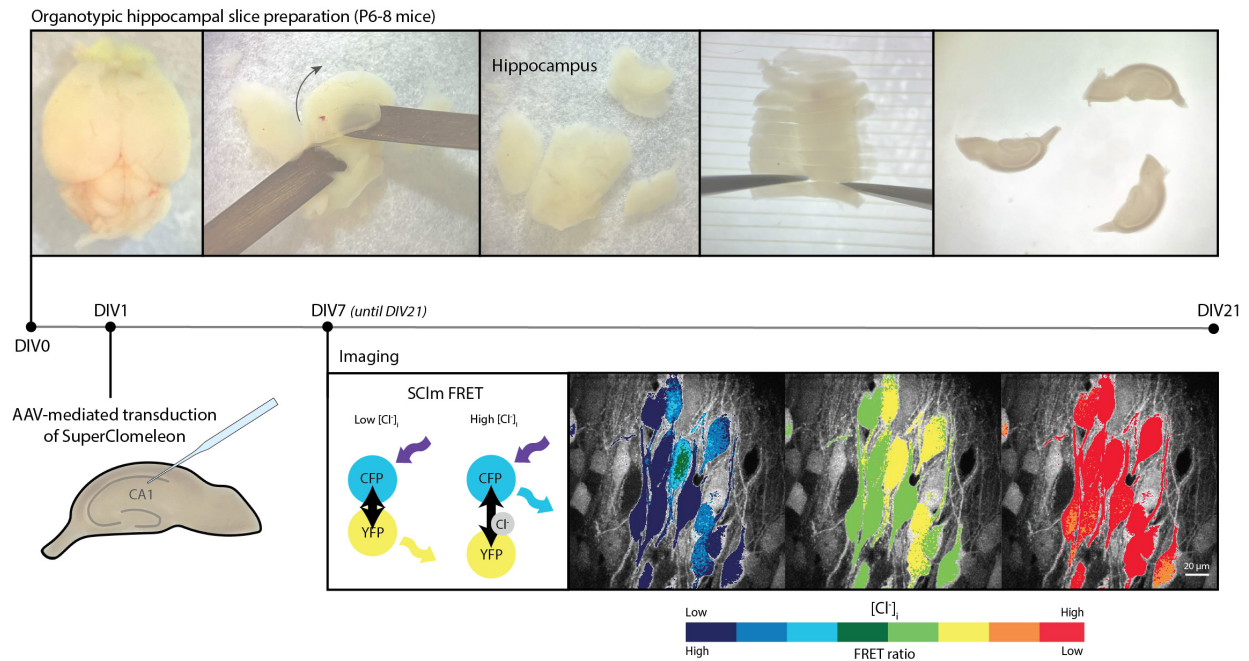 Organotypic hippocampal slice preparation (P6-8 mice)
Hippocampus
DIV0
DIV1
DIV7 (until DIV21)
DIV21
AAV-mediated transduction
of SuperClomeleon
CA1
Imaging
SClm FRET
Low [Cl-]i
High [Cl-]i
CFP
YFP
CFP
Cl-
YFP
20 µm
Low
[Cl-]i
High
High
FRET ratio
Low